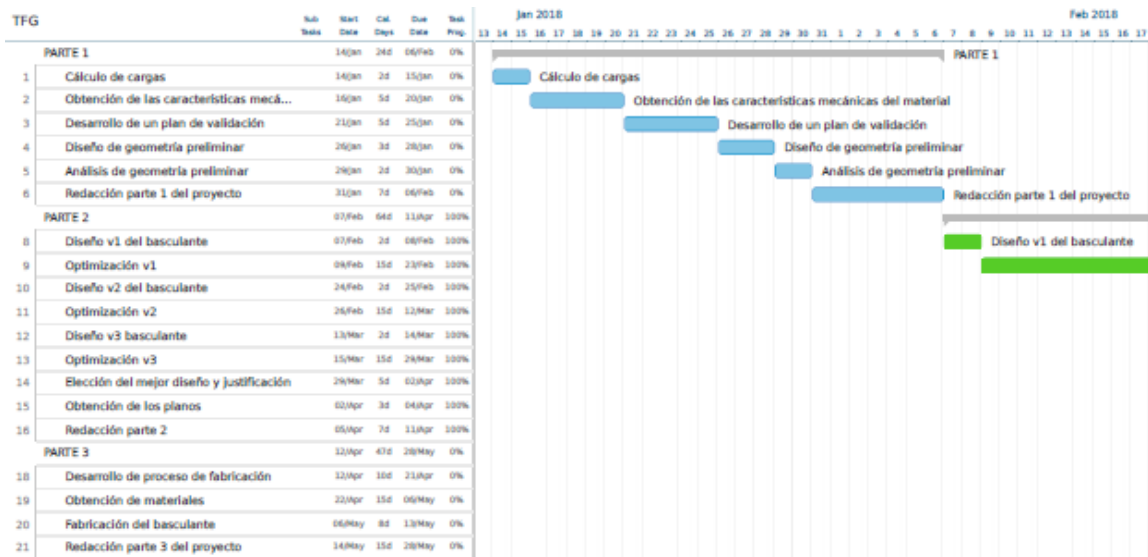 Jan 2018 Feb 2018
TFG Sub Tasks Start Date Cal. Days Due Date Task Prog. 13 14 15 16 17 18 19 20 21 22 23 24 25 26 27 28 29 30 31 1 2 3 4 5 6 7 8 9 10 11 12 13 14 15 16 17
PARTE 1 14/Jan 24d 06/Feb 0% PARTE 1
1 Cálculo de cargas 14/Jan 2d 15/Jan 0% Cálculo de cargas
2 Obtención de las características mecá... 16/Jan 5d 20/Jan 0% Obtención de las características mecánicas del material
3 Desarrollo de un plan de validación 21/Jan 5d 25/Jan 0% Desarrollo de un plan de validación
4 Diseño de geometría preliminar 26/Jan 3d 28/Jan 0% Diseño de geometría preliminar
5 Análisis de geometría preliminar 29/Jan 2d 30/Jan 0% Análisis de geometría preliminar
6 Redacción parte 1 del proyecto 31/Jan 7d 06/Feb 0% Redacción parte 1 del proyecto
PARTE 2 07/Feb 64d 11/Apr 100%
8 Diseño v1 del basculante 07/Feb 2d 08/Feb 100% Diseño v1 del basculante
9 Optimización v1 09/Feb 15d 23/Feb 100%
10 Diseño v2 del basculante 24/Feb 2d 25/Feb 100%
11 Optimización v2 26/Feb 15d 12/Mar 100%
12 Diseño v3 basculante 13/Mar 2d 14/Mar 100%
13 Optimización v3 15/Mar 15d 29/Mar 100%
14 Elección del mejor diseño y justificación 29/Mar 5d 02/Apr 100%
15 Obtención de los planos 02/Apr 3d 04/Apr 100%
16 Redacción parte 2 05/Apr 7d 11/Apr 100%
PARTE 3 12/Apr 47d 28/May 0%
18 Desarrollo de proceso de fabricación 12/Apr 10d 21/Apr 0%
19 Obtención de materiales 22/Apr 15d 06/May 0%
20 Fabricación del basculante 06/May 8d 13/May 0%
21 Redacción parte 3 del proyecto 14/May 15d 28/May 0%